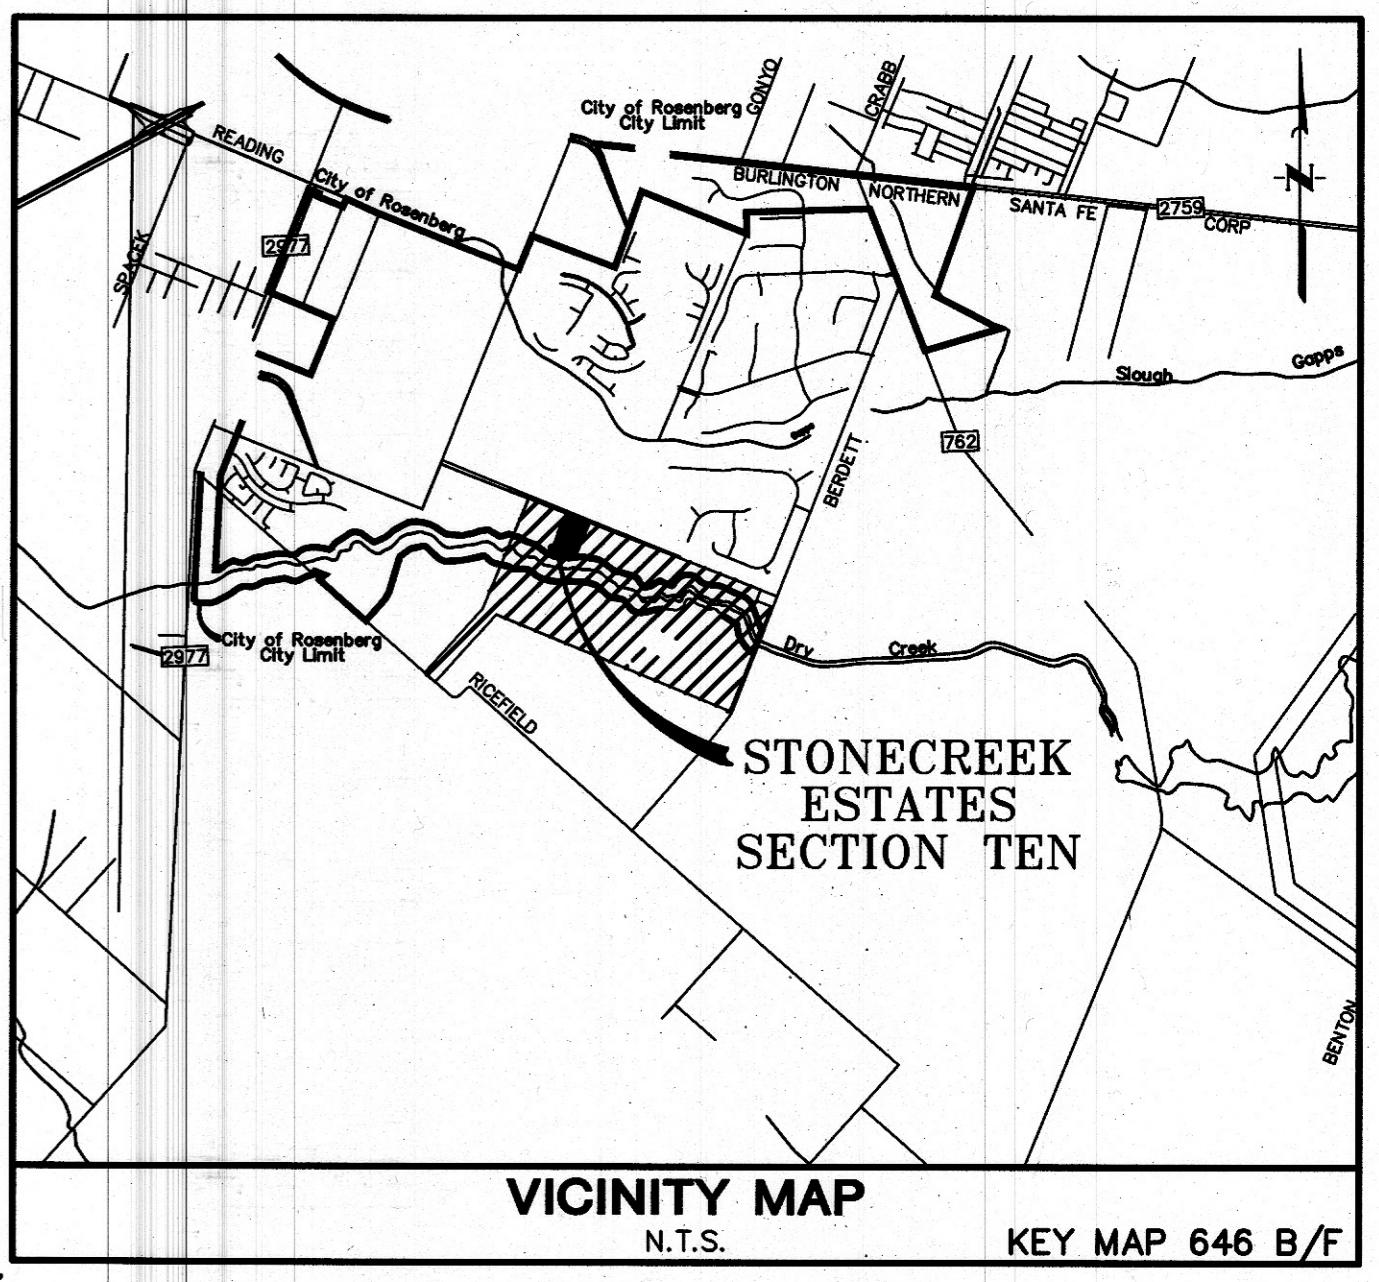 City of Rosenberg
City Limit
GONYO
CRABB
READING
City of Rosenberg
BURLINGTON NORTHERN SANTA FE CORP
2759
N
2977
SPACEK
Slough
Gapps
762
BERDETT
City of Rosenberg
City Limit
2977
Dry Creek
RICEFIELD
STONECREEK
ESTATES
SECTION TEN
BENTON
VICINITY MAP
N.T.S.
KEY MAP 646 B/F